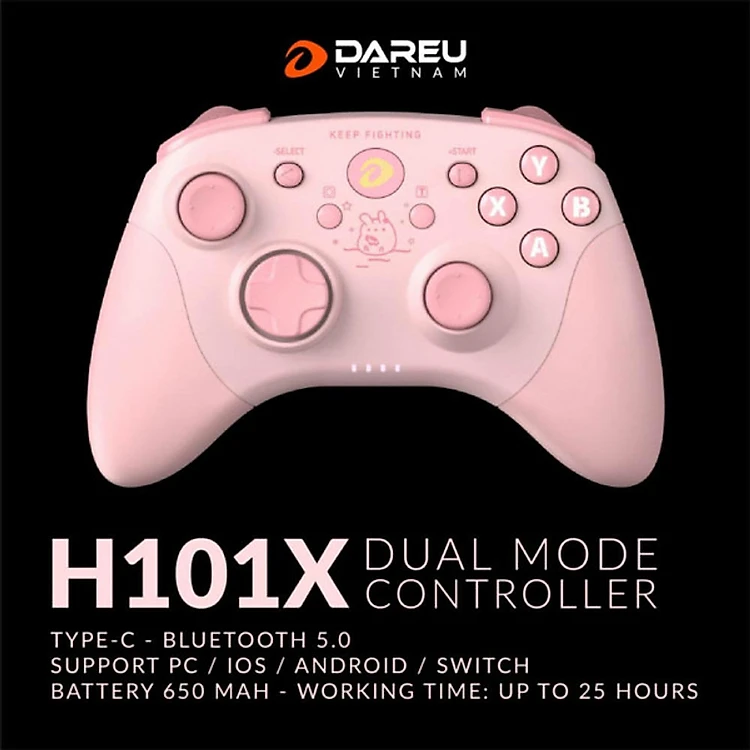 DAREU
VIETNAM
KEEP FIGHTING
-SELECT
+START
T
Y
X
B
A
H101X DUAL MODE
CONTROLLER
TYPE-C - BLUETOOTH 5.0
SUPPORT PC / IOS / ANDROID / SWITCH
BATTERY 650 MAH - WORKING TIME: UP TO 25 HOURS